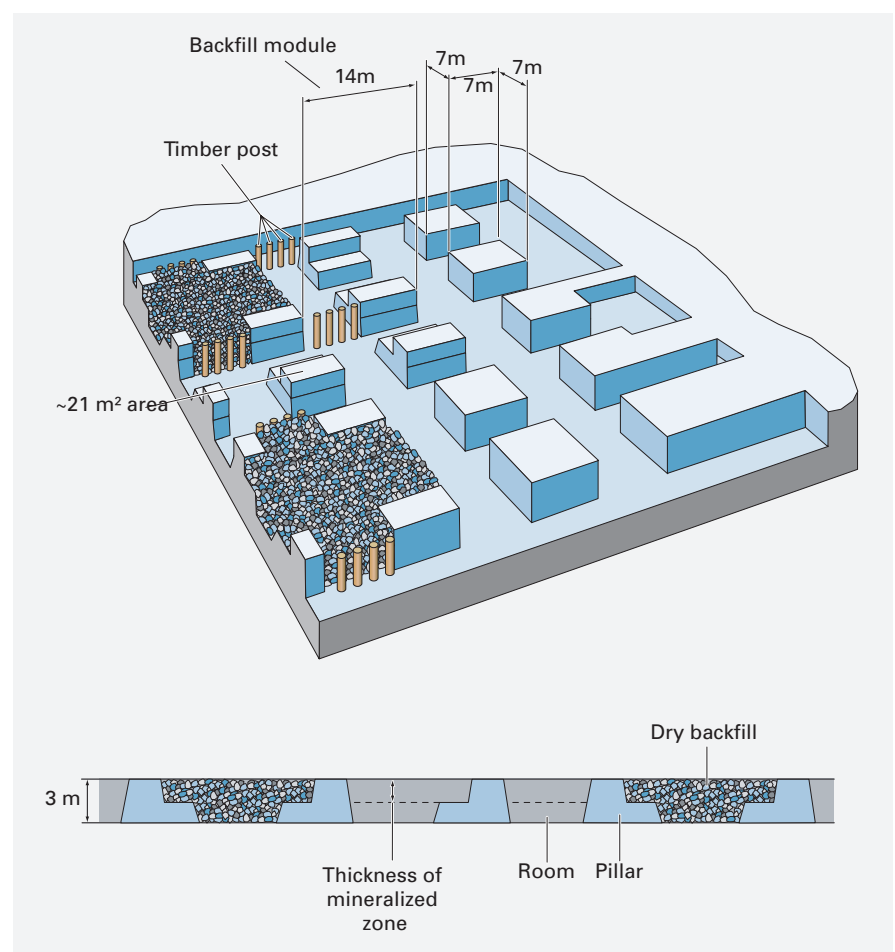 Backfill module
14m
7m
7m
7m
Timber post
~21 m² area
Dry backfill
3 m
Thickness of
mineralized
zone
Room
Pillar